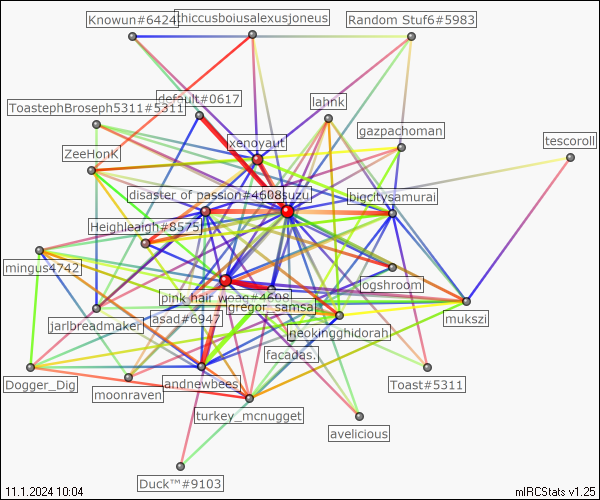 Knowun#6424
thiccusboiusalexusjoneus
Random Stuf6#5983
default#0617
lahnk
ToastephBroseph5311#5311
gazpachoman
xenoyaut
tescoroll
ZeeHonK
disaster of passion#4608
suzu
bigcitysamurai
Heighleaigh#8575
mingus4742
ogshroom
pink hair woag#4698
gregor_samsa
mukszi
jarlbreadmaker
asad#6947
neokingghidorah
facadas.
Dogger_Dig
andnewbees
Toast#5311
moonraven
turkey_mcnugget
avelicious
Duck™#9103
11.1.2024 10:04
mIRCStats v1.25